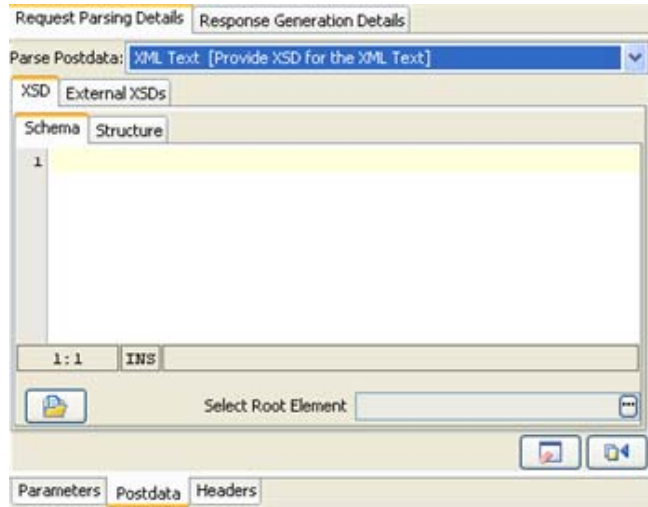 Request Parsing Details Response Generation Details
Parse Postdata: XML Text [Provide XSD for the XML Text]
XSD External XSDs
Schema Structure
1
1:1 INS
Select Root Element
Parameters Postdata Headers